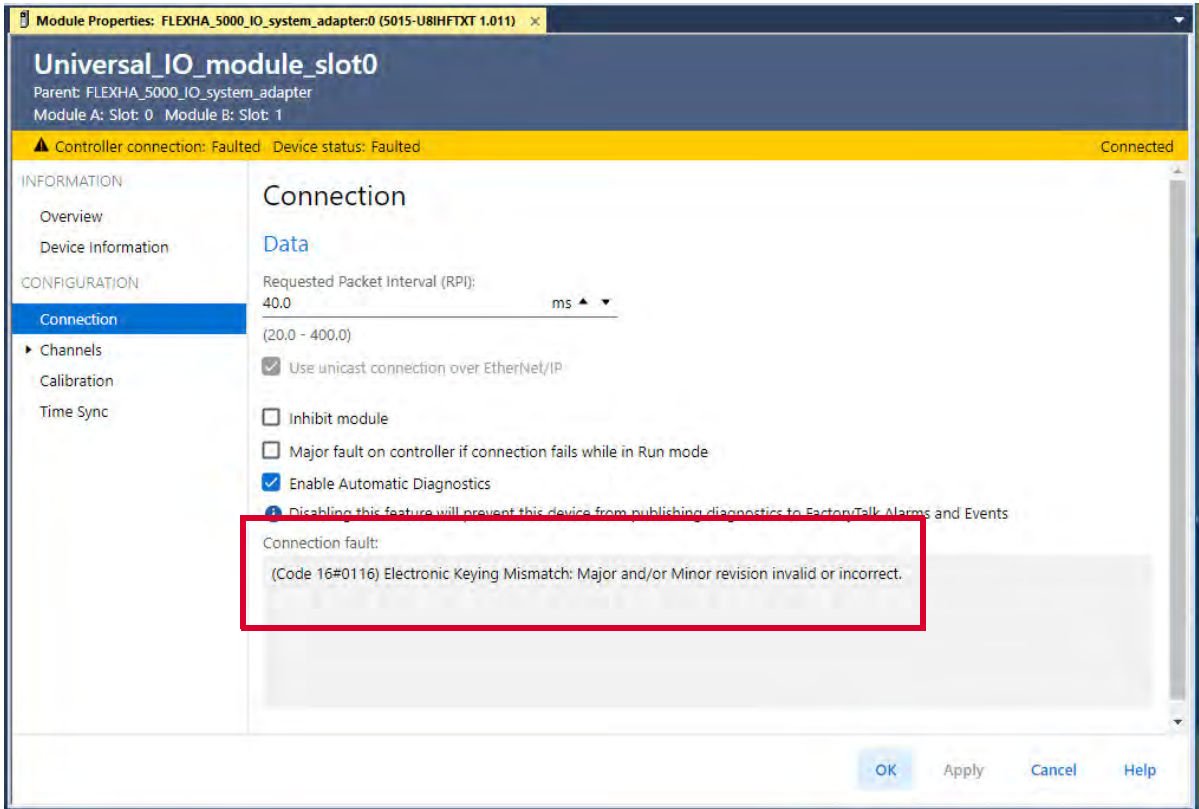 Module Properties: FLEXHA_5000_IO_system_adapter:0 (5015-U8IHFTXT 1.011)
Universal_IO_module_slot0
Parent: FLEXHA_5000_IO_system_adapter
Module A: Slot: 0 Module B: Slot: 1
Controller connection: Faulted Device status: Faulted Connected
INFORMATION
Overview
Device Information
CONFIGURATION
Connection
Channels
Calibration
Time Sync
Connection
Data
Requested Packet Interval (RPI):
40.0 ms
(20.0 - 400.0)
Use unicast connection over EtherNet/IP
Inhibit module
Major fault on controller if connection fails while in Run mode
Enable Automatic Diagnostics
Disabling this feature will prevent this device from publishing diagnostics to FactoryTalk Alarms and Events
Connection fault:
(Code 16#0116) Electronic Keying Mismatch: Major and/or Minor revision invalid or incorrect.
OK Apply Cancel Help